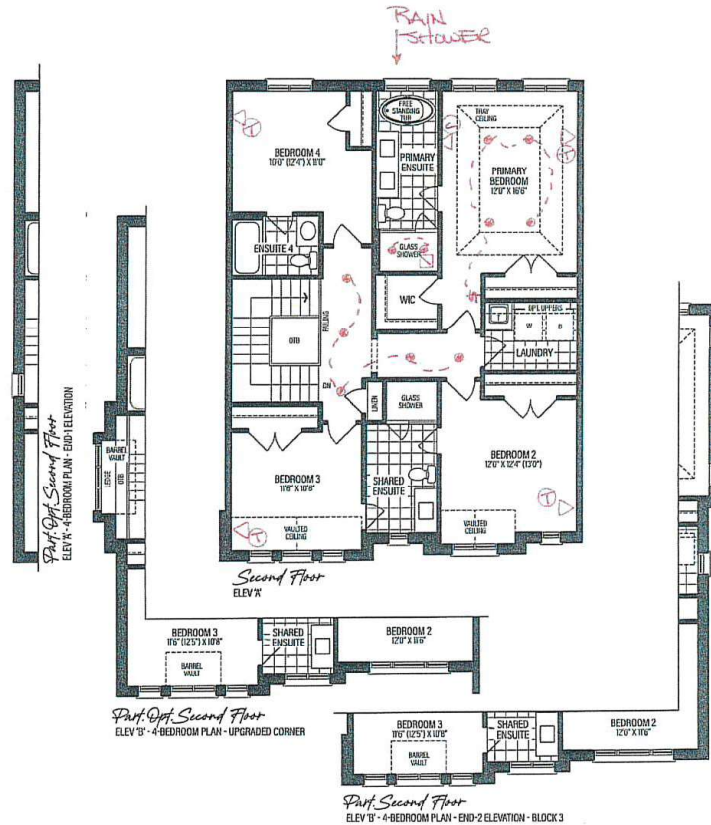 RAIN
SHOWER
FREE
STANDING
TUB
TRAY
CEILING
BEDROOM 4
10'0" (12'4") X 11'0"
PRIMARY
ENSUITE
PRIMARY
BEDROOM
12'0" X 16'6"
T
T
ENSUITE 4
GLASS
SHOWER
WIC
RAILING
OTB
DN
OPT. UPPERS
W
D
LAUNDRY
LINEN
GLASS
SHOWER
BEDROOM 3
11'6" X 10'8"
SHARED
ENSUITE
BEDROOM 2
12'0" X 12'4" (13'0")
T
T
VAULTED
CEILING
VAULTED
CEILING
Second Floor
ELEV 'A'
Part. Opt. Second Floor
ELEV 'A' - 4-BEDROOM PLAN - END-1 ELEVATION
BARREL
VAULT
LEDGE
OTB
BEDROOM 3
11'6" (12'5") X 10'8"
BARREL
VAULT
SHARED
ENSUITE
BEDROOM 2
12'0" X 11'6"
Part. Opt. Second Floor
ELEV 'B' - 4-BEDROOM PLAN - UPGRADED CORNER
BEDROOM 3
11'6" (12'5") X 10'8"
BARREL
VAULT
SHARED
ENSUITE
BEDROOM 2
12'0" X 11'6"
Part. Second Floor
ELEV 'B' - 4-BEDROOM PLAN - END-2 ELEVATION - BLOCK 3